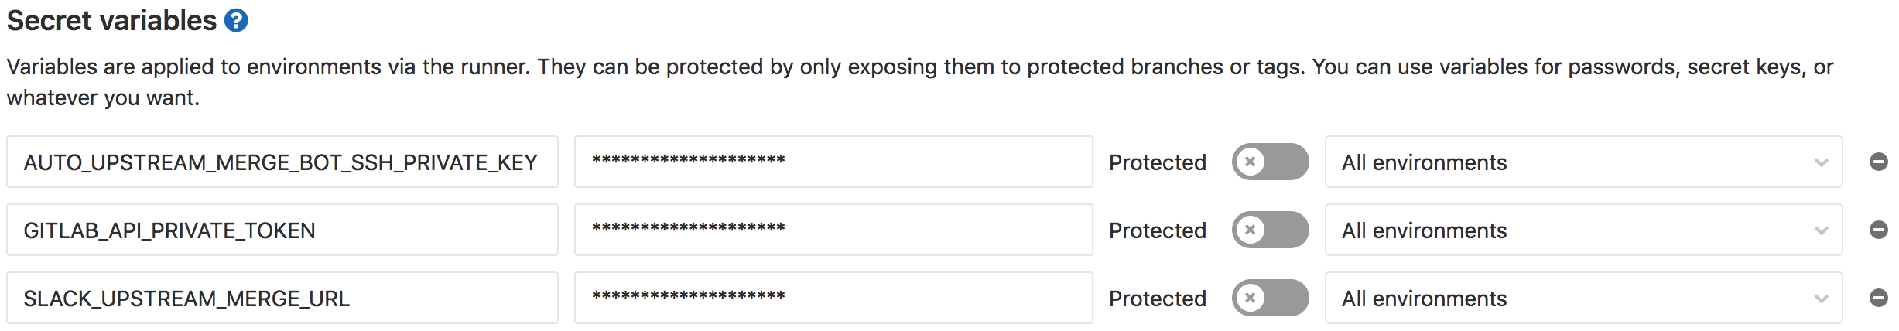 Secret variables ?
Variables are applied to environments via the runner. They can be protected by only exposing them to protected branches or tags. You can use variables for passwords, secret keys, or
whatever you want.
AUTO_UPSTREAM_MERGE_BOT_SSH_PRIVATE_KEY ******************** Protected All environments
GITLAB_API_PRIVATE_TOKEN ******************** Protected All environments
SLACK_UPSTREAM_MERGE_URL ******************** Protected All environments